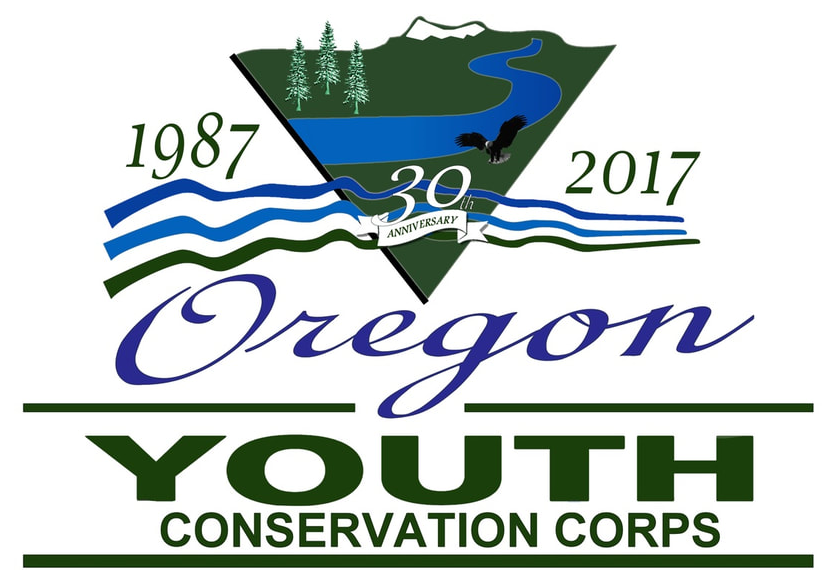 1987
2017
30th
ANNIVERSARY
Oregon
YOUTH
CONSERVATION CORPS